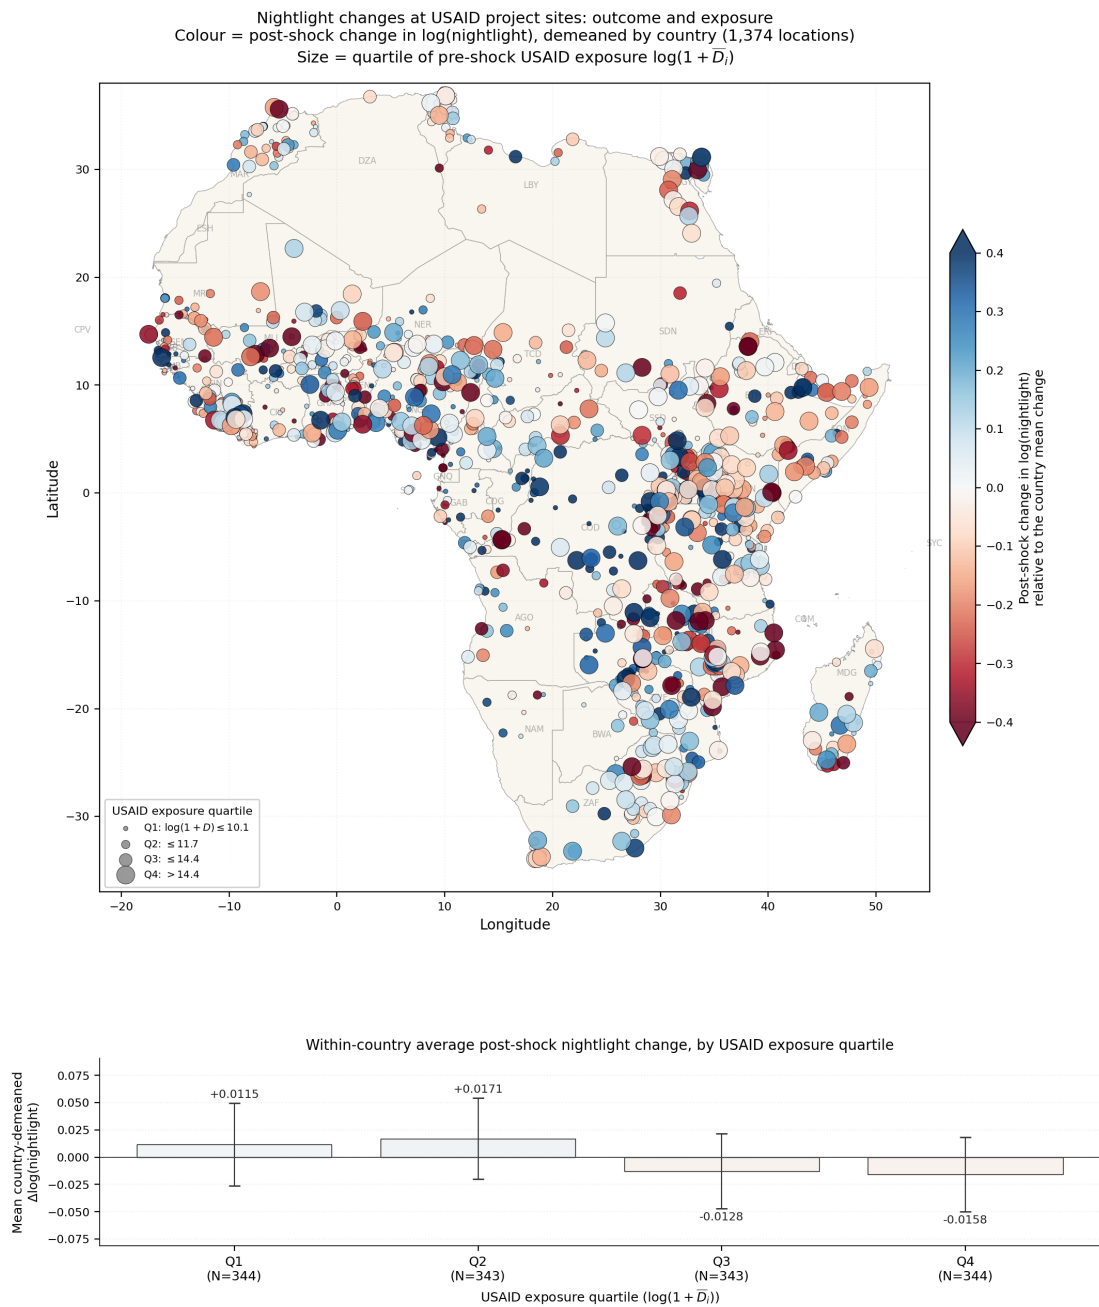 Nightlight changes at USAID project sites: outcome and exposure
Colour = post-shock change in log(nightlight), demeaned by country (1,374 locations)
Size = quartile of pre-shock USAID exposure log(1 + D̅ᵢ)
DZA
LBY
MAR
ESH
CPV
NER
SDN
TCD
GAB
COG
COD
SYC
AGO
COM
MDG
NAM
BWA
ZAF
Latitude
30
20
10
0
−10
−20
−30
USAID exposure quartile
Q1: log(1 + D) ≤ 10.1
Q2: ≤ 11.7
Q3: ≤ 14.4
Q4: > 14.4
−20
−10
0
10
20
30
40
50
Longitude
0.4
0.3
0.2
0.1
0.0
−0.1
−0.2
−0.3
−0.4
Post-shock change in log(nightlight)
relative to the country mean change
Within-country average post-shock nightlight change, by USAID exposure quartile
Mean country-demeaned
Δlog(nightlight)
0.075
0.050
0.025
0.000
−0.025
−0.050
−0.075
+0.0115
+0.0171
-0.0128
-0.0158
Q1
(N=344)
Q2
(N=343)
Q3
(N=343)
Q4
(N=344)
USAID exposure quartile (log(1 + D̅ᵢ))